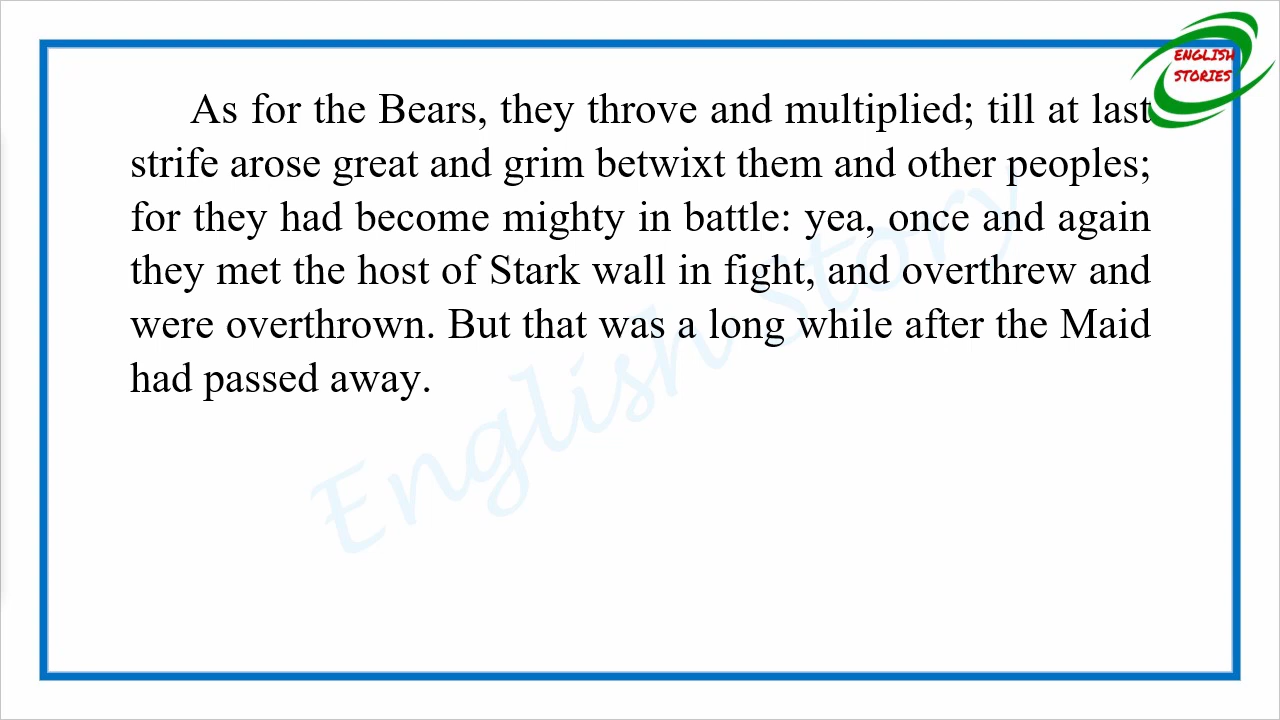 ENGLISH
STORIES
As for the Bears, they throve and multiplied; till at last
strife arose great and grim betwixt them and other peoples;
for they had become mighty in battle: yea, once and again
they met the host of Stark wall in fight, and overthrew and
were overthrown. But that was a long while after the Maid
had passed away.
English Story